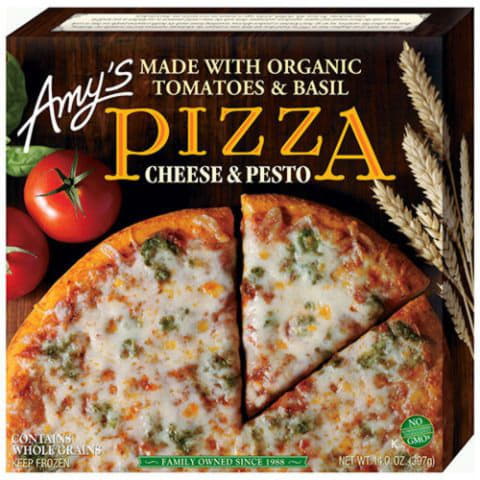 Amy's
MADE WITH ORGANIC
TOMATOES & BASIL
PIZZA
CHEESE & PESTO
CONTAINS
WHOLE GRAINS
KEEP FROZEN
FAMILY OWNED SINCE 1988
NO
GMOs
K
NET WT. 14.0 OZ. (397g)